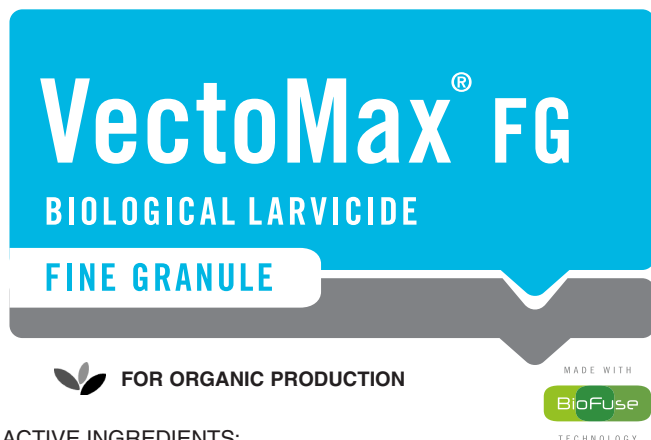 VectoMax® FG
BIOLOGICAL LARVICIDE
FINE GRANULE
FOR ORGANIC PRODUCTION
MADE WITH
BioFuse
TECHNOLOGY
ACTIVE INGREDIENTS: